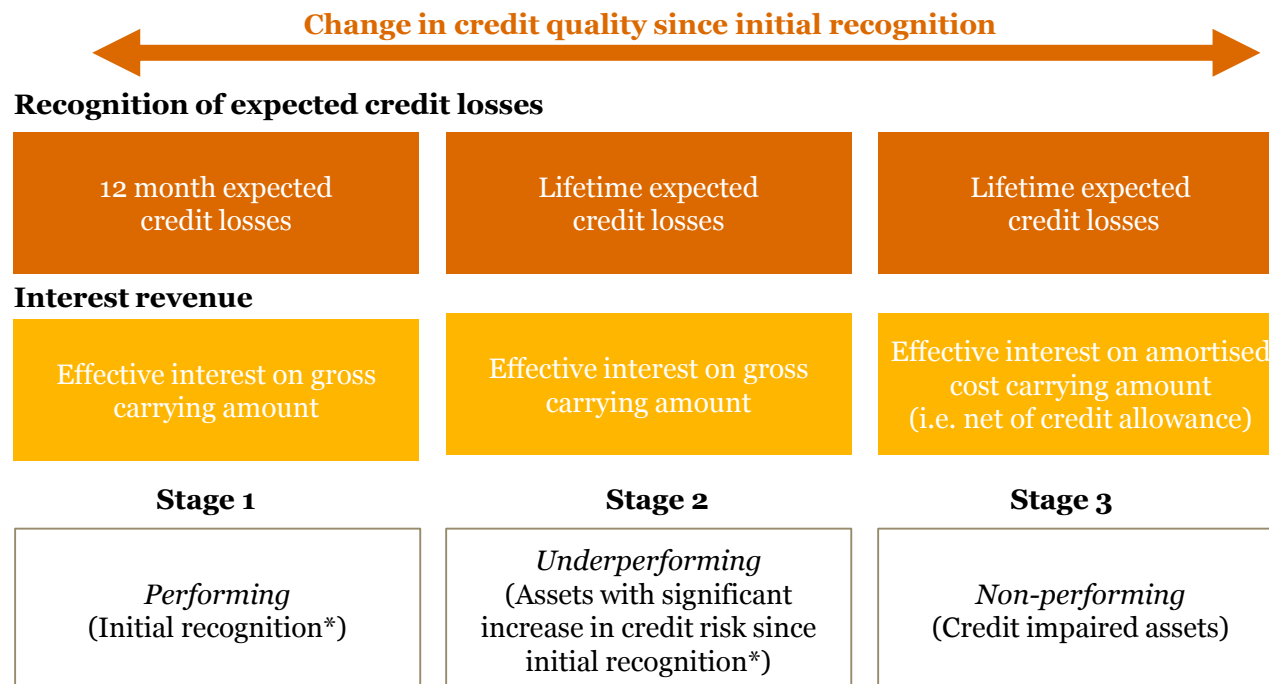 Change in credit quality since initial recognition
Recognition of expected credit losses
12 month expected
credit losses
Lifetime expected
credit losses
Lifetime expected
credit losses
Interest revenue
Effective interest on gross
carrying amount
Effective interest on gross
carrying amount
Effective interest on amortised
cost carrying amount
(i.e. net of credit allowance)
Stage 1
Stage 2
Stage 3
Performing
(Initial recognition*)
Underperforming
(Assets with significant
increase in credit risk since
initial recognition*)
Non-performing
(Credit impaired assets)